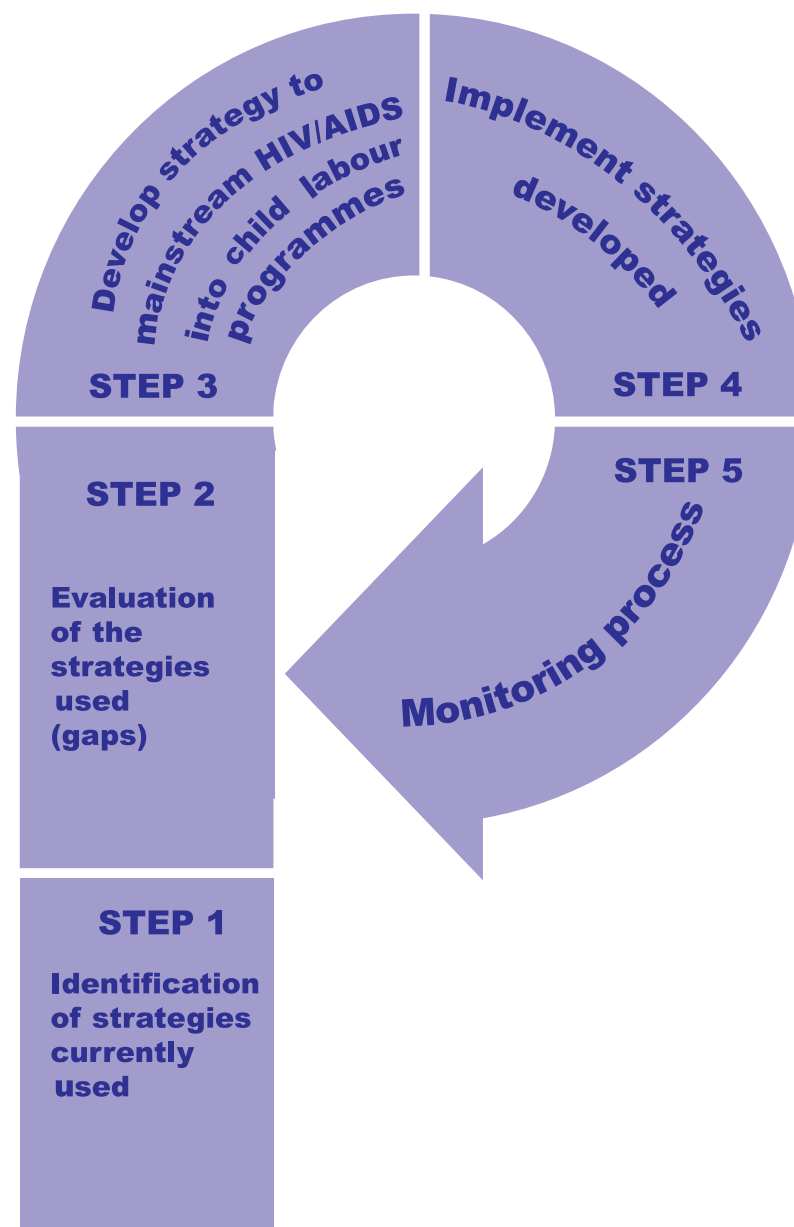 STEP 1
Identification
of strategies
currently
used
STEP 2
Evaluation
of the
strategies
used
(gaps)
STEP 3
Develop strategy to
mainstream HIV/AIDS
into child labour
programmes
STEP 4
Implement strategies
developed
STEP 5
Monitoring process